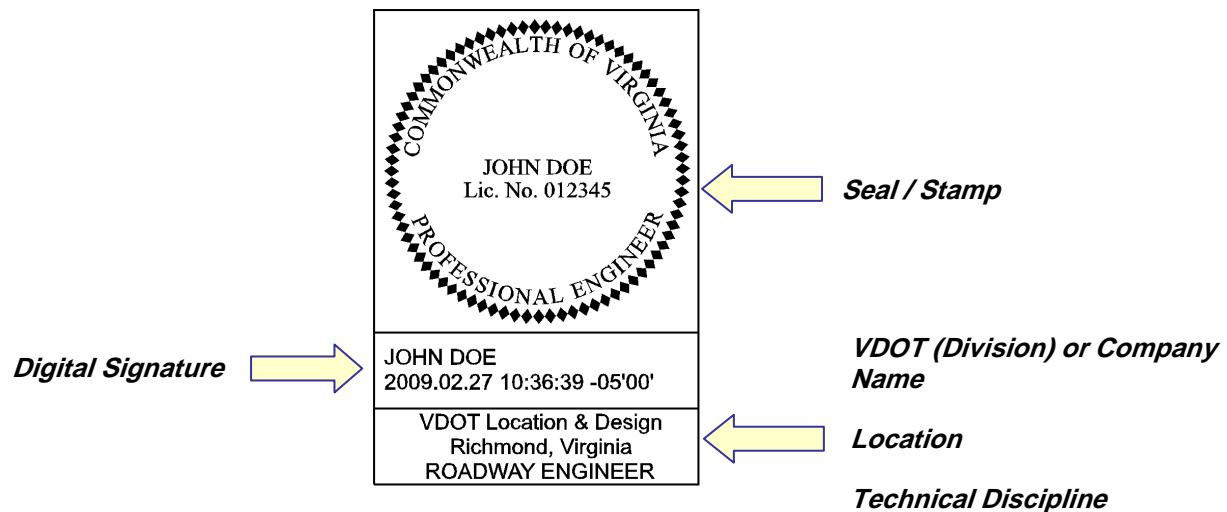 COMMONWEALTH OF VIRGINIA
JOHN DOE
Lic. No. 012345
PROFESSIONAL ENGINEER
Seal / Stamp
Digital Signature
JOHN DOE
2009.02.27 10:36:39 -05'00'
VDOT Location & Design
Richmond, Virginia
ROADWAY ENGINEER
VDOT (Division) or Company
Name
Location
Technical Discipline